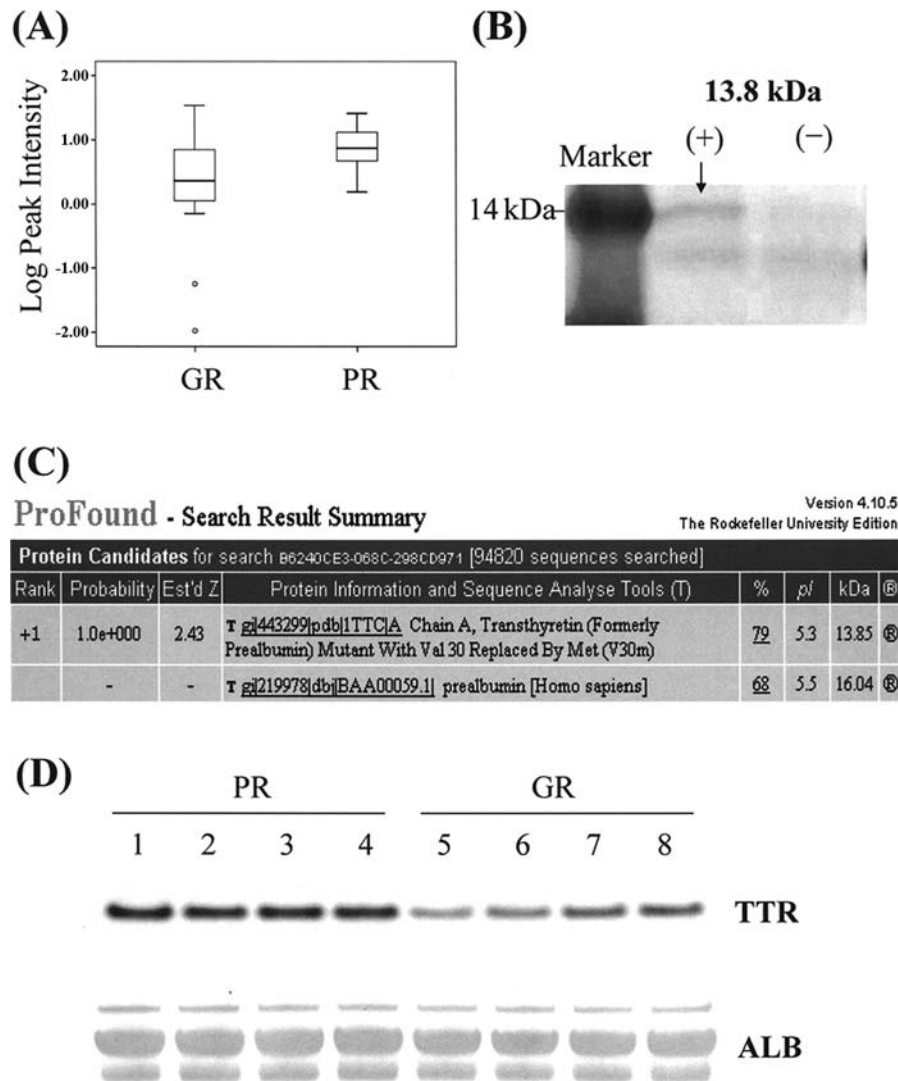 (A)
Log Peak Intensity
2.00
1.00
0.00
-1.00
-2.00
GR PR
(B)
13.8 kDa
Marker (+) (−)
14 kDa
(C)
ProFound - Search Result Summary
Version 4.10.5
The Rockefeller University Edition
Protein Candidates for search B6240CE3-068C-298CD971 [94820 sequences searched]
Rank Probability Est'd Z Protein Information and Sequence Analyse Tools (T) % pI kDa ®
+1 1.0e+000 2.43 T gi|443299|pdb|1TTC|A Chain A, Transthyretin (Formerly
Prealbumin) Mutant With Val 30 Replaced By Met (V30m) 79 5.3 13.85 ®
- - T gi|219978|dbj|BAA00059.1| prealbumin [Homo sapiens] 68 5.5 16.04 ®
(D)
PR GR
1 2 3 4 5 6 7 8
TTR
ALB